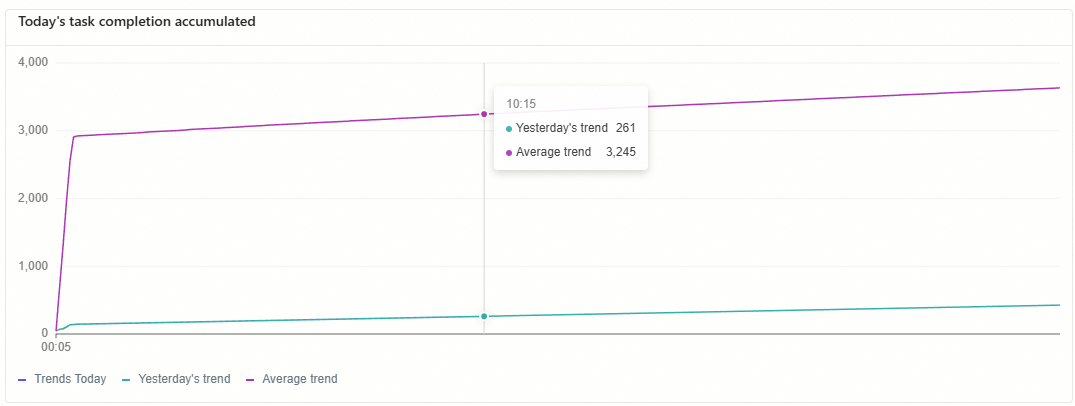 Today's task completion accumulated
4,000
3,000
2,000
1,000
0
00:05
10:15
Yesterday's trend 261
Average trend 3,245
Trends Today Yesterday's trend Average trend